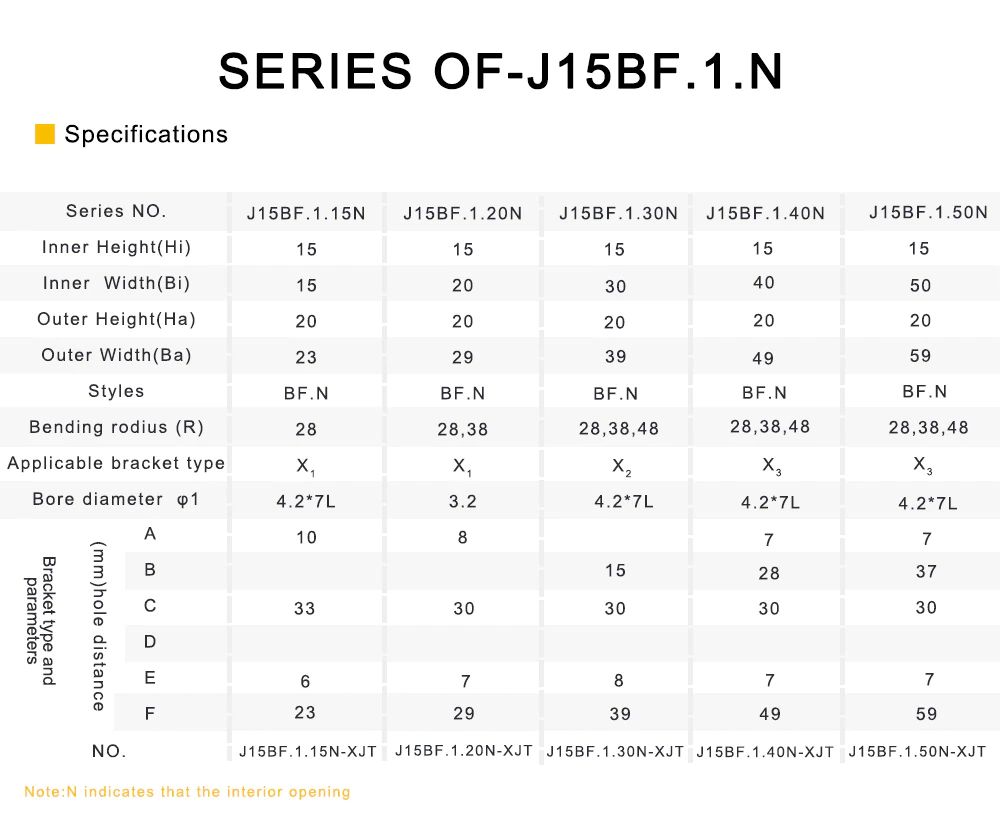 SERIES OF-J15BF.1.N
Specifications
Series NO. J15BF.1.15N J15BF.1.20N J15BF.1.30N J15BF.1.40N J15BF.1.50N
Inner Height(Hi) 15 15 15 15 15
Inner Width(Bi) 15 20 30 40 50
Outer Height(Ha) 20 20 20 20 20
Outer Width(Ba) 23 29 39 49 59
Styles BF.N BF.N BF.N BF.N BF.N
Bending rodius (R) 28 28,38 28,38,48 28,38,48 28,38,48
Applicable bracket type X1 X1 X2 X3 X3
Bore diameter φ1 4.2*7L 3.2 4.2*7L 4.2*7L 4.2*7L
Bracket type and
parameters
(mm)hole distance
A 10 8 7 7
B 15 28 37
C 33 30 30 30 30
D
E 6 7 8 7 7
F 23 29 39 49 59
NO. J15BF.1.15N-XJT J15BF.1.20N-XJT J15BF.1.30N-XJT J15BF.1.40N-XJT J15BF.1.50N-XJT
Note:N indicates that the interior opening